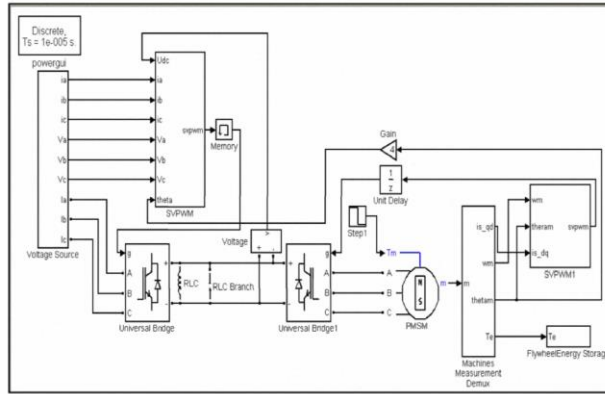 Discrete,
Ts = 1e-005 s.
powergui
ia
ib
ic
Va
Vb
Vc
Ia
Ib
Ic
Voltage Source
Udc
ia
ib
ic
Va
Vb
Vc
theta
svpwm
SVPWM
Memory
Gain
4
1
z
Unit Delay
Step1
Voltage
v
+
-
g
A
B
C
+
-
Universal Bridge
RLC
RLC Branch
+
-
g
A
B
C
Universal Bridge1
Tm
A
B
C
N
S
m
PMSM
m
is_qd
wm
thetam
Te
Machines
Measurement
Demux
wm
theram
is_dq
svpwm
SVPWM1
Te
FlywheelEnergy Storag